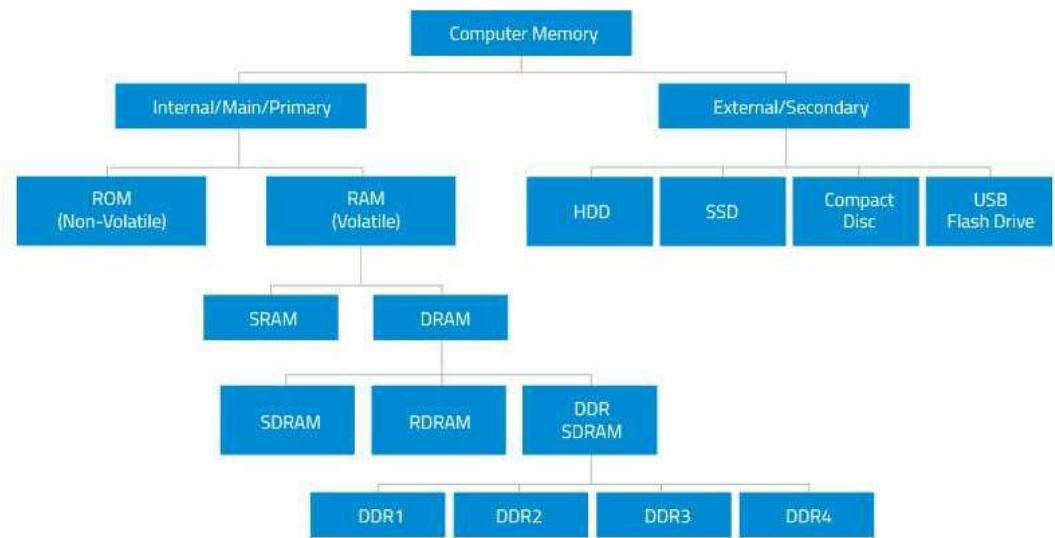 Computer Memory
Internal/Main/Primary
External/Secondary
ROM
(Non-Volatile)
RAM
(Volatile)
HDD
SSD
Compact
Disc
USB
Flash Drive
SRAM
DRAM
SDRAM
RDRAM
DDR
SDRAM
DDR1
DDR2
DDR3
DDR4